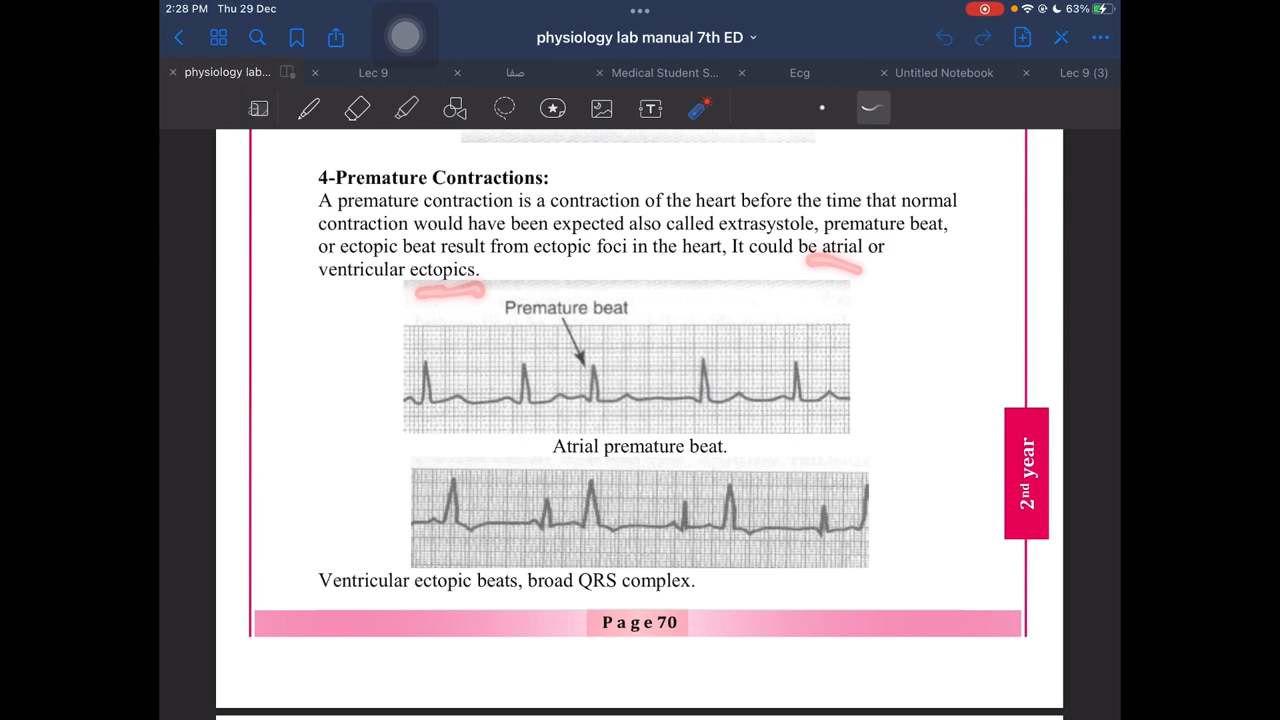 2:28 PM Thu 29 Dec
63%
physiology lab manual 7th ED
physiology lab...
Lec 9
صفا
Medical Student S...
Ecg
Untitled Notebook
Lec 9 (3)
4-Premature Contractions:
A premature contraction is a contraction of the heart before the time that normal
contraction would have been expected also called extrasystole, premature beat,
or ectopic beat result from ectopic foci in the heart, It could be atrial or
ventricular ectopics.
Premature beat
Atrial premature beat.
Ventricular ectopic beats, broad QRS complex.
2nd year
Page 70